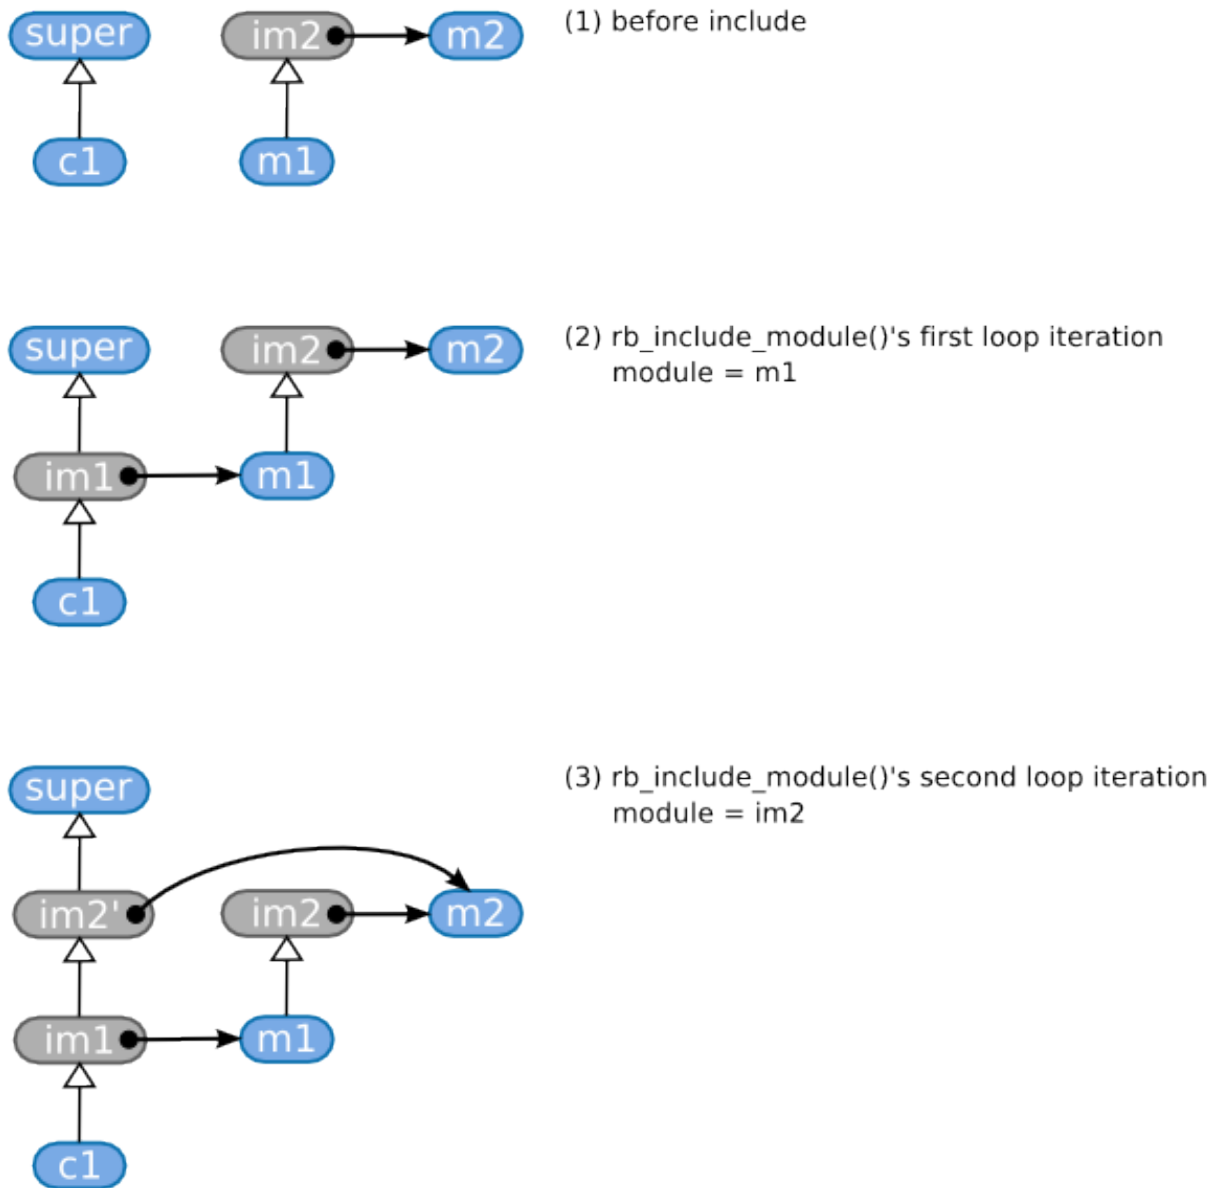 super im2 m2 (1) before include
c1 m1
super im2 m2 (2) rb_include_module()'s first loop iteration
module = m1
im1 m1
c1
super (3) rb_include_module()'s second loop iteration
module = im2
im2' im2 m2
im1 m1
c1